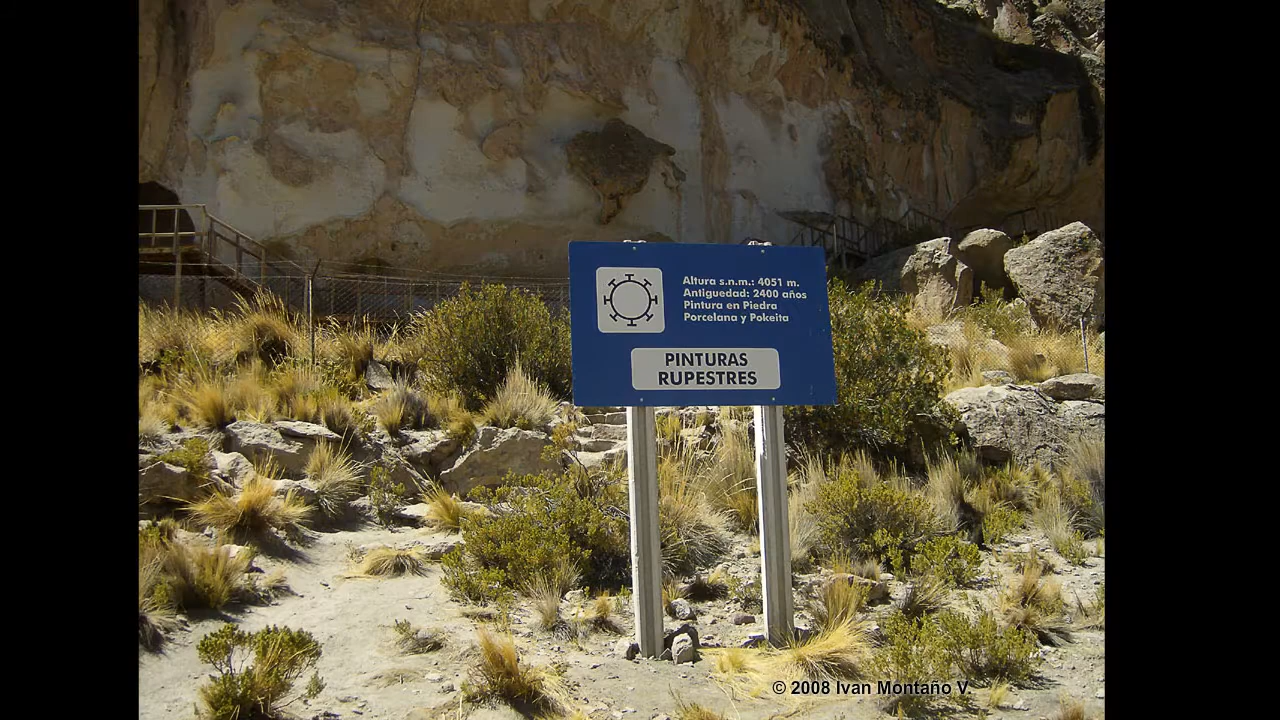 Altura s.n.m.: 4051 m.
Antiguedad: 2400 años
Pintura en Piedra
Porcelana y Pokeita
PINTURAS
RUPESTRES
© 2008 Ivan Montaño V.